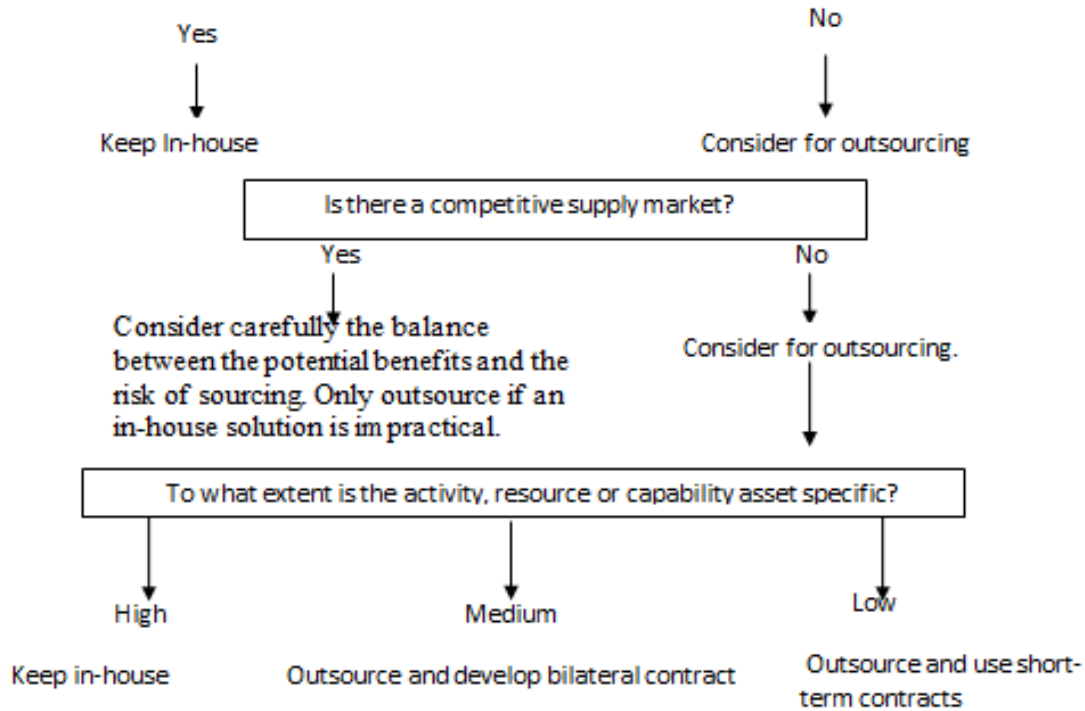 Yes
No
Keep In-house
Consider for outsourcing
Is there a competitive supply market?
Yes
No
Consider carefully the balance
between the potential benefits and the
risk of sourcing. Only outsource if an
in-house solution is impractical.
Consider for outsourcing.
To what extent is the activity, resource or capability asset specific?
High
Medium
Low
Keep in-house
Outsource and develop bilateral contract
Outsource and use short-
term contracts